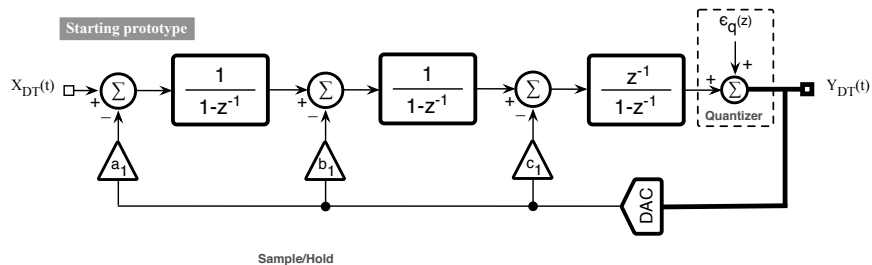 Starting prototype
ϵq(z)
X_DT(t)
+
Σ
−
1
1-z^-1
+
Σ
−
1
1-z^-1
+
Σ
−
z^-1
1-z^-1
+
+
Σ
Quantizer
Y_DT(t)
a_1
b_1
c_1
DAC
Sample/Hold